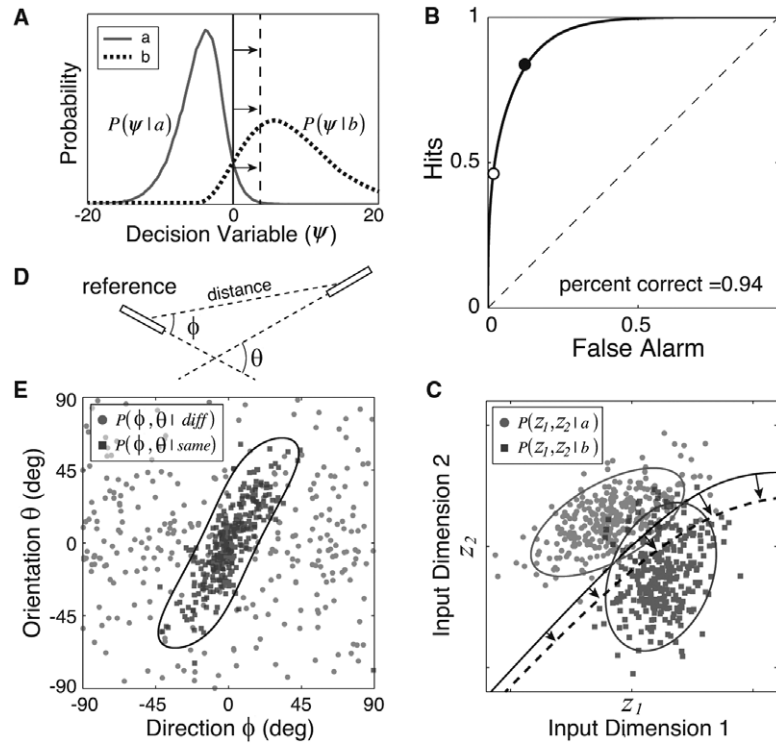 A
a
b
P(ψ | a)
P(ψ | b)
Probability
-20
0
20
Decision Variable (ψ)
B
1
0.5
0
Hits
percent correct =0.94
0
0.5
1
False Alarm
D
reference
distance
ϕ
θ
E
90
45
0
-45
-90
Orientation θ (deg)
P(ϕ, θ | diff)
P(ϕ, θ | same)
-90
-45
0
45
90
Direction ϕ (deg)
C
P(z1, z2 | a)
P(z1, z2 | b)
Input Dimension 2
z2
z1
Input Dimension 1